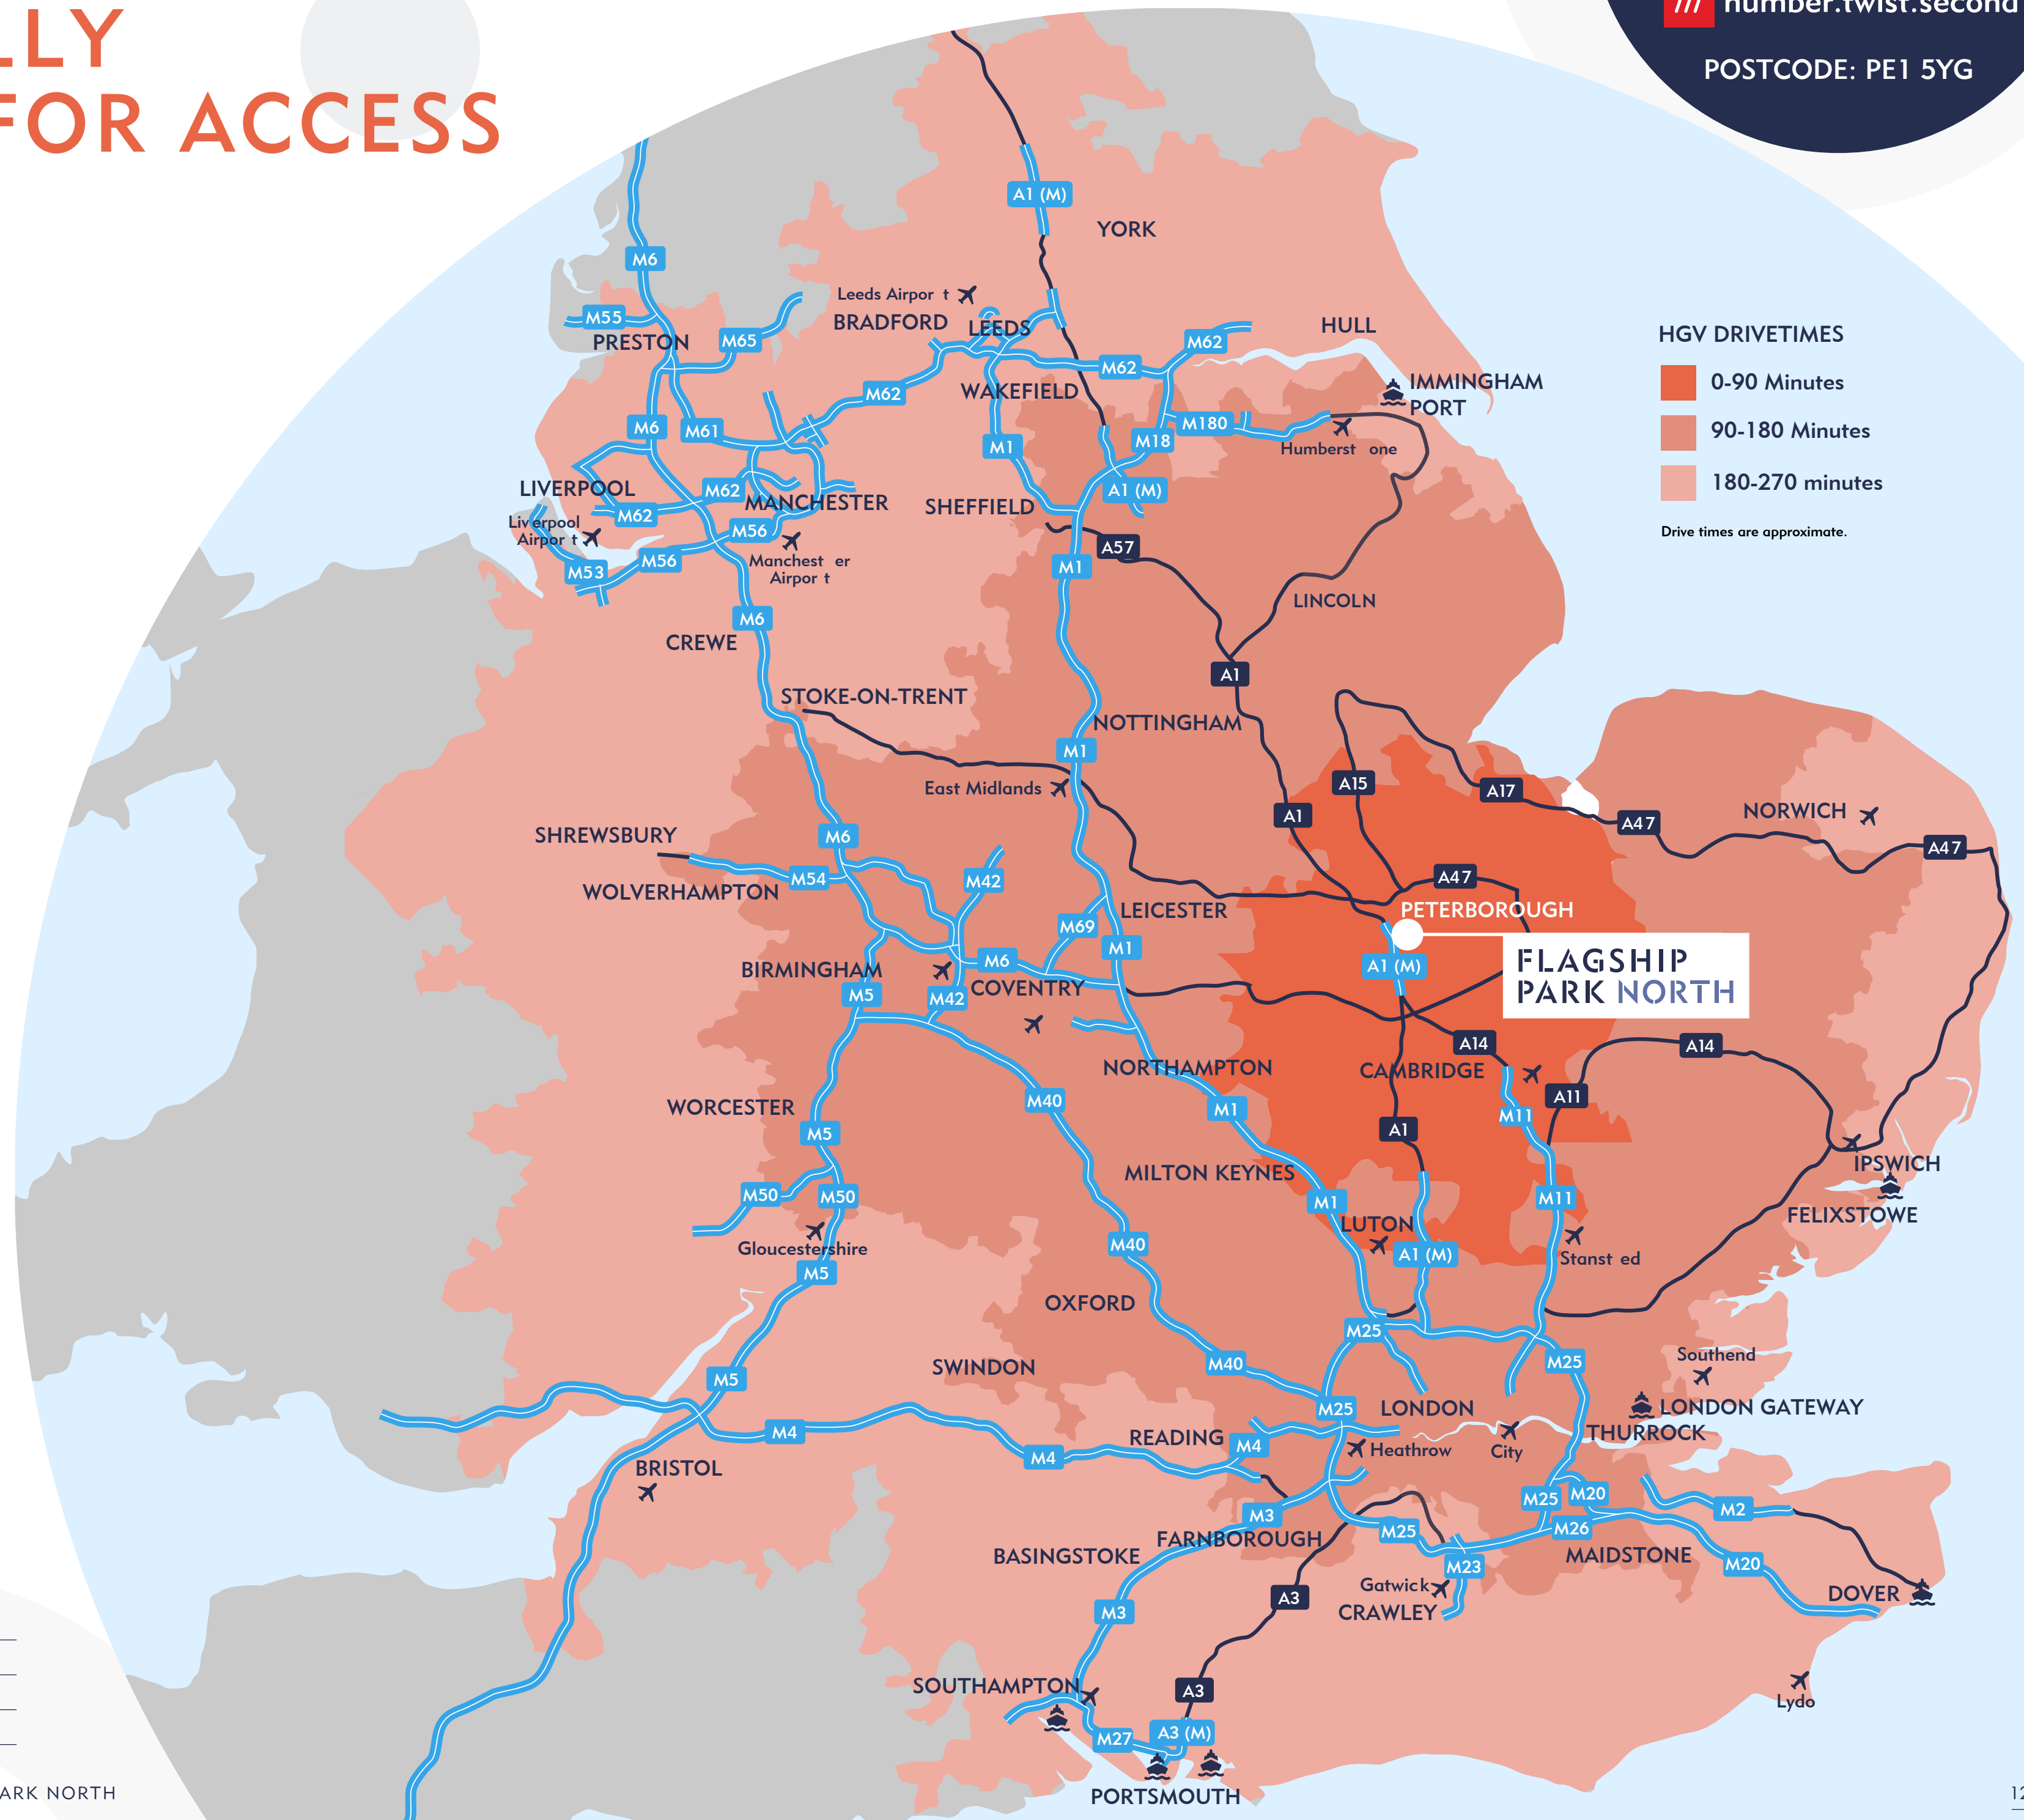 LLY
FOR ACCESS
/// number.twist.second
POSTCODE: PE1 5YG
HGV DRIVETIMES
0-90 Minutes
90-180 Minutes
180-270 minutes
Drive times are approximate.
A1 (M)
YORK
M6
Leeds Airpor t
M55
BRADFORD
LEEDS
HULL
PRESTON
M65
M62
M62
WAKEFIELD
M62
IMMINGHAM
PORT
M6
M61
M1
M18
M180
Humberst one
LIVERPOOL
M62
A1 (M)
MANCHESTER
SHEFFIELD
M62
Liv erpool
Airpor t
M56
A57
M53
M56
Manchest er
Airpor t
M1
M6
LINCOLN
CREWE
A1
STOKE-ON-TRENT
NOTTINGHAM
M1
East Midlands
A15
A17
A1
A47
NORWICH
SHREWSBURY
M6
A47
M54
M42
A47
WOLVERHAMPTON
LEICESTER
PETERBOROUGH
M69
M1
BIRMINGHAM
M6
A1 (M)
FLAGSHIP
PARK NORTH
M5
M42
COVENTRY
A14
A14
NORTHAMPTON
CAMBRIDGE
WORCESTER
M40
M1
A11
M11
M5
A1
IPSWICH
MILTON KEYNES
M50
M50
M1
M11
FELIXSTOWE
LUTON
Gloucestershire
M40
A1 (M)
Stanst ed
M5
OXFORD
M25
SWINDON
M40
M25
Southend
M5
M25
LONDON
LONDON GATEWAY
M4
READING
M4
THURROCK
M4
Heathrow
City
BRISTOL
M25
M20
M3
M2
M25
M26
FARNBOROUGH
BASINGSTOKE
MAIDSTONE
M23
M20
Gatwick
A3
DOVER
M3
CRAWLEY
SOUTHAMPTON
A3
Lydo
M27
A3 (M)
PORTSMOUTH
ARK NORTH
12